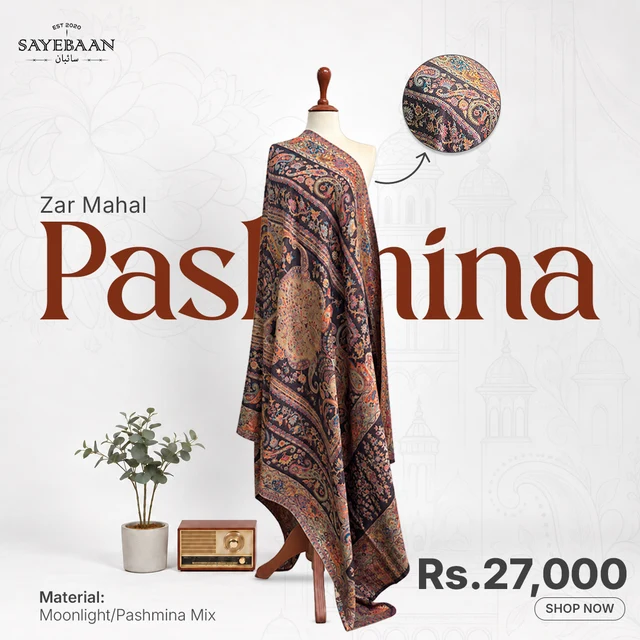 EST 2020
SAYEBAAN
سائبان
Zar Mahal
Pashmina
Material:
Moonlight/Pashmina Mix
Rs.27,000
SHOP NOW